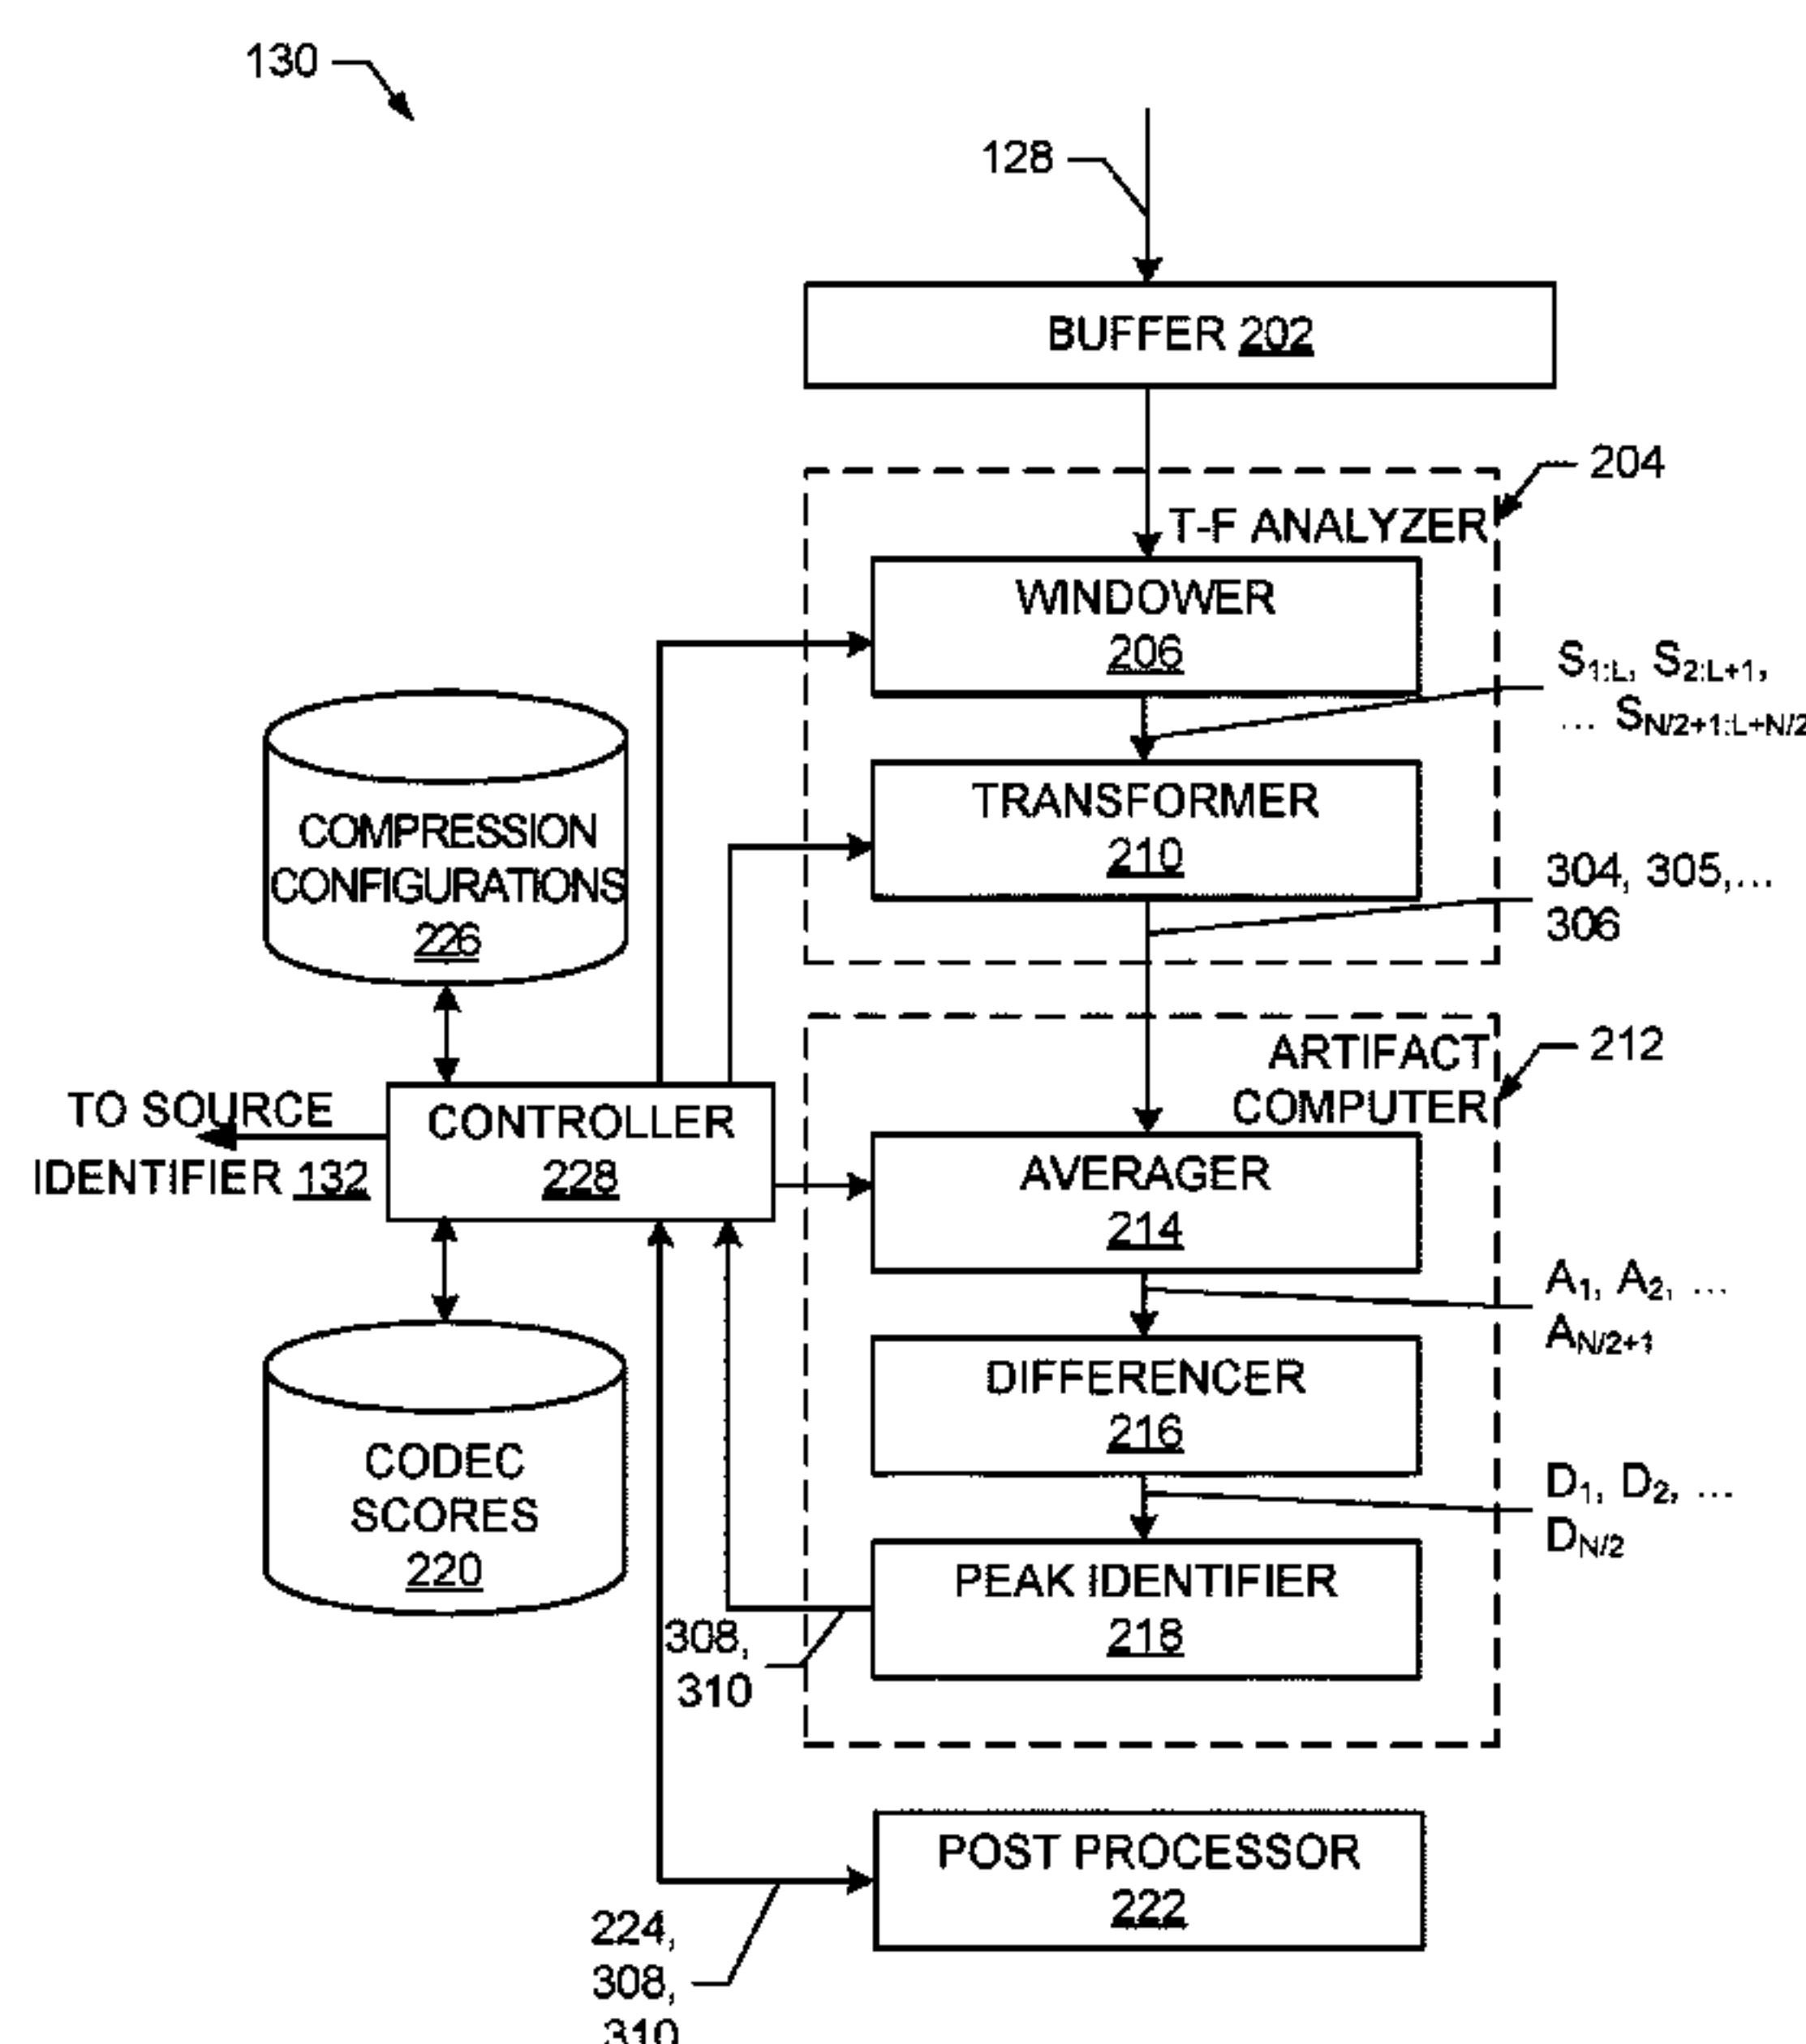 130
128
BUFFER 202
204
T-F ANALYZER
WINDOWER
206
S1:L, S2:L+1,
... SN/2+1:L+N/2
TRANSFORMER
210
304, 305,...
306
COMPRESSION
CONFIGURATIONS
226
ARTIFACT
COMPUTER
212
TO SOURCE
IDENTIFIER 132
CONTROLLER
228
AVERAGER
214
A1, A2, ...
AN/2+1
DIFFERENCER
216
CODEC
SCORES
220
D1, D2, ...
DN/2
PEAK IDENTIFIER
218
308,
310
POST PROCESSOR
222
224,
308,
310